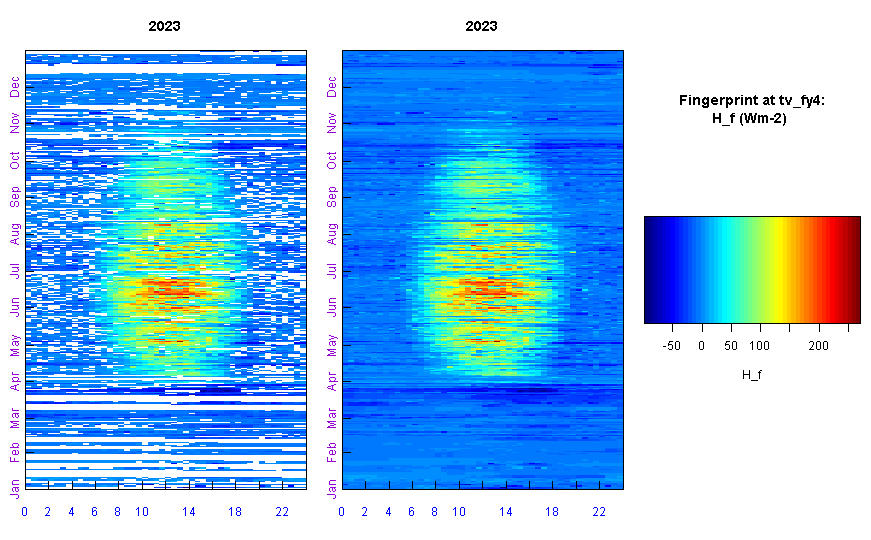 2023
2023
Fingerprint at tv_fy4:
H_f (Wm-2)
Dec
Nov
Oct
Sep
Aug
Jul
Jun
May
Apr
Mar
Feb
Jan
0 2 4 6 8 10 14 18 22
Dec
Nov
Oct
Sep
Aug
Jul
Jun
May
Apr
Mar
Feb
Jan
0 2 4 6 8 10 14 18 22
-50 0 50 100 200
H_f